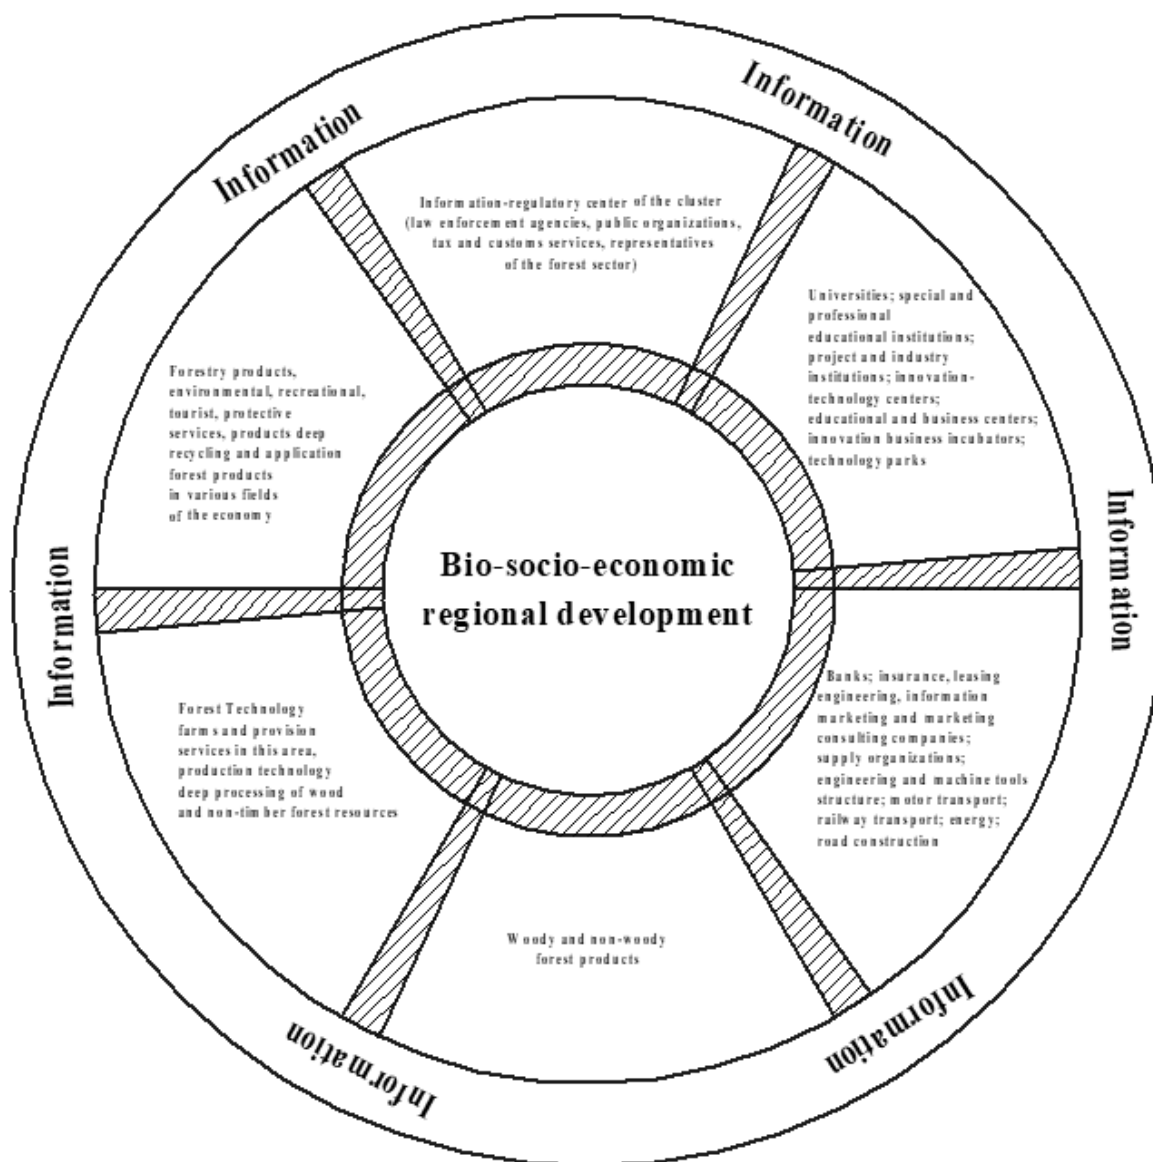 Information
Information
Information-regulatory center of the cluster
(law enforcement agencies, public organizations,
tax and customs services, representatives
of the forest sector)
Universities; special and
professional
educational institutions;
project and industry
institutions; innovation-
technology centers;
educational and business centers;
innovation business incubators;
technology parks
Forestry products,
environmental, recreational,
tourist, protective
services, products deep
recycling and application
forest products
in various fields
of the economy
Information
Information
Bio-socio-economic
regional development
Banks; insurance, leasing
engineering, information
marketing and marketing
consulting companies;
supply organizations;
engineering and machine tools
structure; motor transport;
railway transport; energy;
road construction
Forest Technology
farms and provision
services in this area,
production technology
deep processing of wood
and non-timber forest resources
Woody and non-woody
forest products
Information
Information